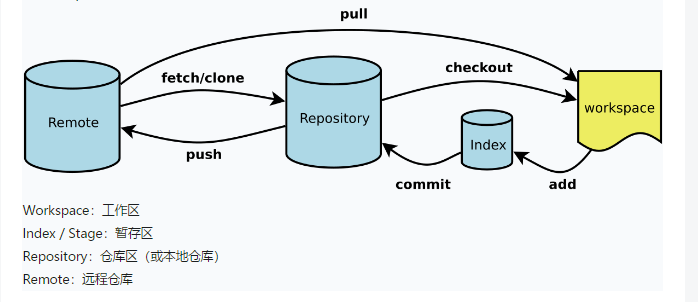 pull
fetch/clone
checkout
Remote
Repository
workspace
Index
push
commit
add
Workspace：工作区
Index / Stage：暂存区
Repository：仓库区（或本地仓库）
Remote：远程仓库